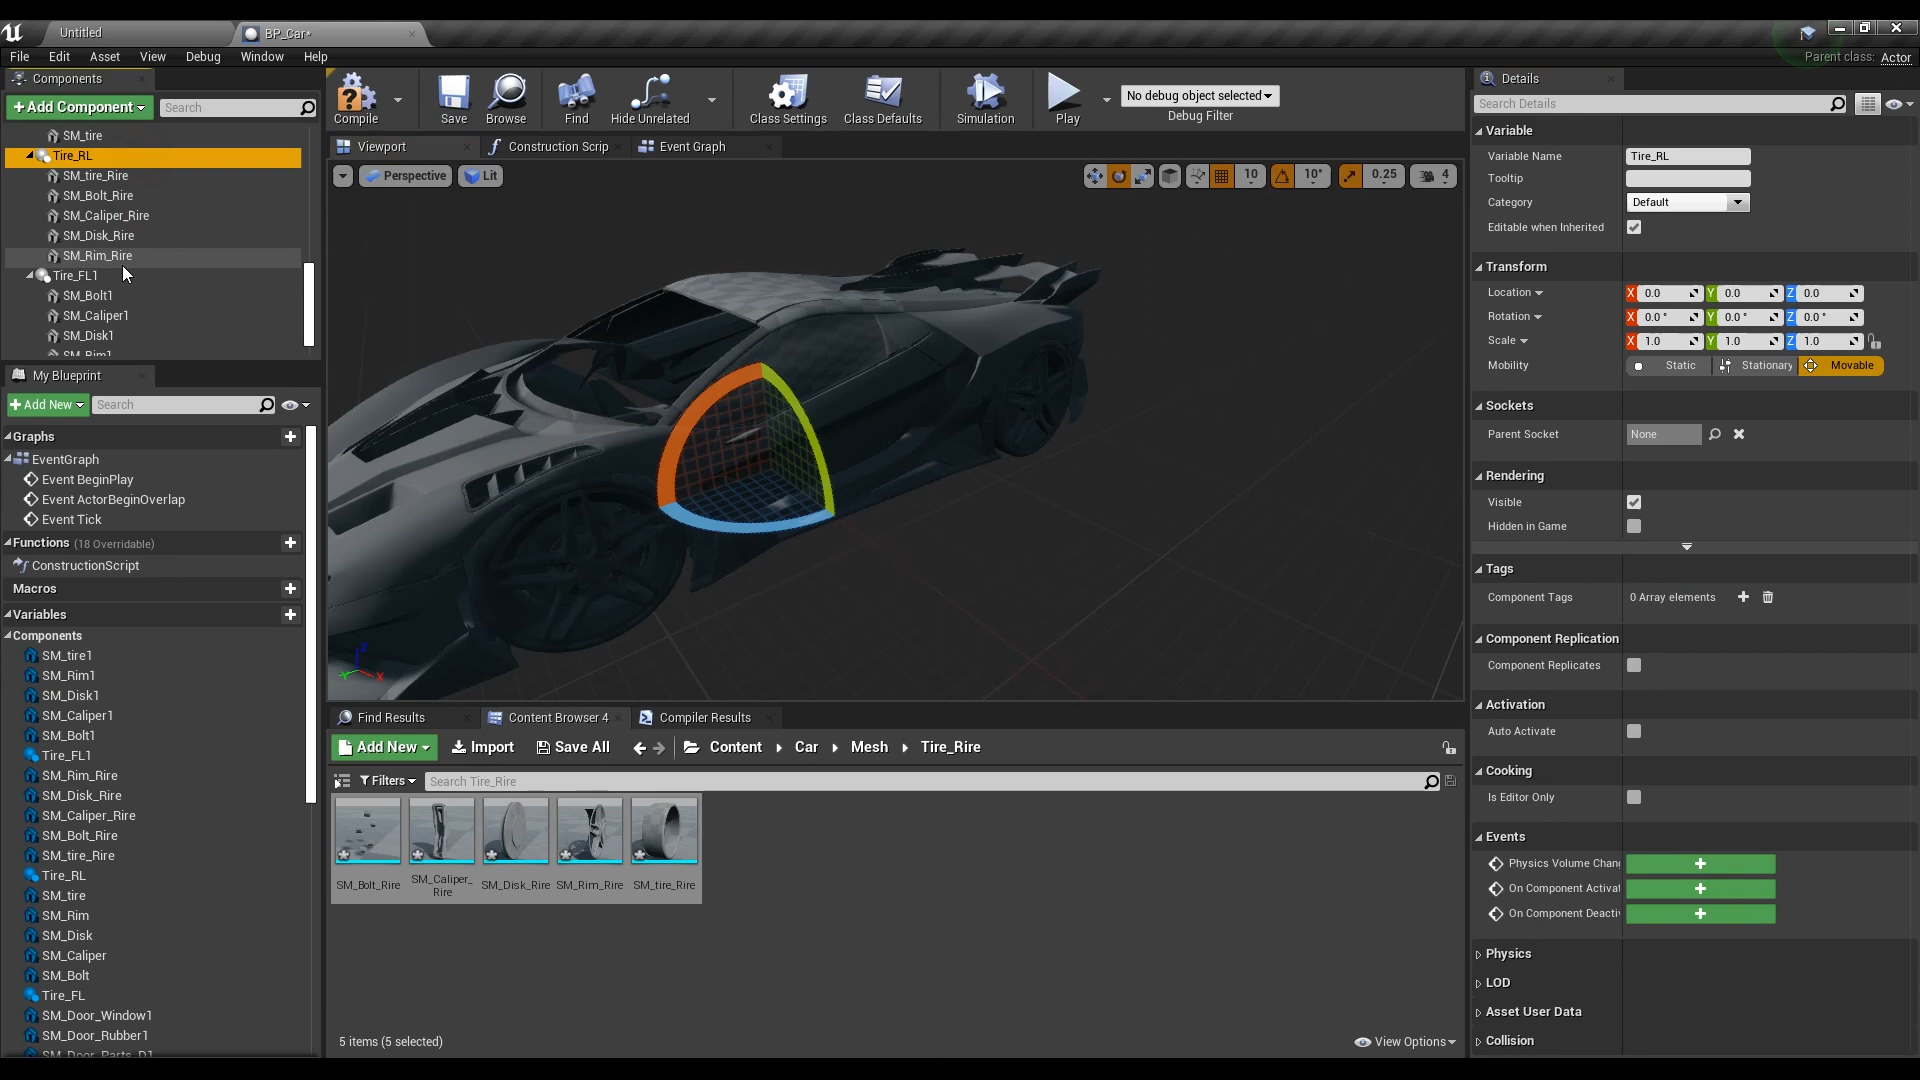 Untitled
BP_Car*
File Edit Asset View Debug Window Help
Parent class: Actor
Components
+Add Component
Search
SM_tire
Tire_RL
SM_tire_Rire
SM_Bolt_Rire
SM_Caliper_Rire
SM_Disk_Rire
SM_Rim_Rire
Tire_FL1
SM_Bolt1
SM_Caliper1
SM_Disk1
SM_Rim1
My Blueprint
+Add New
Search
Graphs
EventGraph
Event BeginPlay
Event ActorBeginOverlap
Event Tick
Functions (18 Overridable)
ConstructionScript
Macros
Variables
Components
SM_tire1
SM_Rim1
SM_Disk1
SM_Caliper1
SM_Bolt1
Tire_FL1
SM_Rim_Rire
SM_Disk_Rire
SM_Caliper_Rire
SM_Bolt_Rire
SM_tire_Rire
Tire_RL
SM_tire
SM_Rim
SM_Disk
SM_Caliper
SM_Bolt
Tire_FL
SM_Door_Window1
SM_Door_Rubber1
SM_Door_Parts_D1
Compile Save Browse Find Hide Unrelated Class Settings Class Defaults Simulation Play
No debug object selected
Debug Filter
Viewport Construction Scrip Event Graph
Perspective Lit
10 10° 0.25 4
Z
Y X
Find Results Content Browser 4 Compiler Results
Add New Import Save All Content Car Mesh Tire_Rire
Filters Search Tire_Rire
SM_Bolt_Rire
SM_Caliper_
Rire
SM_Disk_Rire
SM_Rim_Rire
SM_tire_Rire
5 items (5 selected)
View Options
Details
Search Details
Variable
Variable Name Tire_RL
Tooltip
Category Default
Editable when Inherited
Transform
Location X 0.0 Y 0.0 Z 0.0
Rotation X 0.0 ° Y 0.0 ° Z 0.0 °
Scale X 1.0 Y 1.0 Z 1.0
Mobility Static Stationary Movable
Sockets
Parent Socket None
Rendering
Visible
Hidden in Game
Tags
Component Tags 0 Array elements
Component Replication
Component Replicates
Activation
Auto Activate
Cooking
Is Editor Only
Events
Physics Volume Chang
On Component Activat
On Component Deacti
Physics
LOD
Asset User Data
Collision